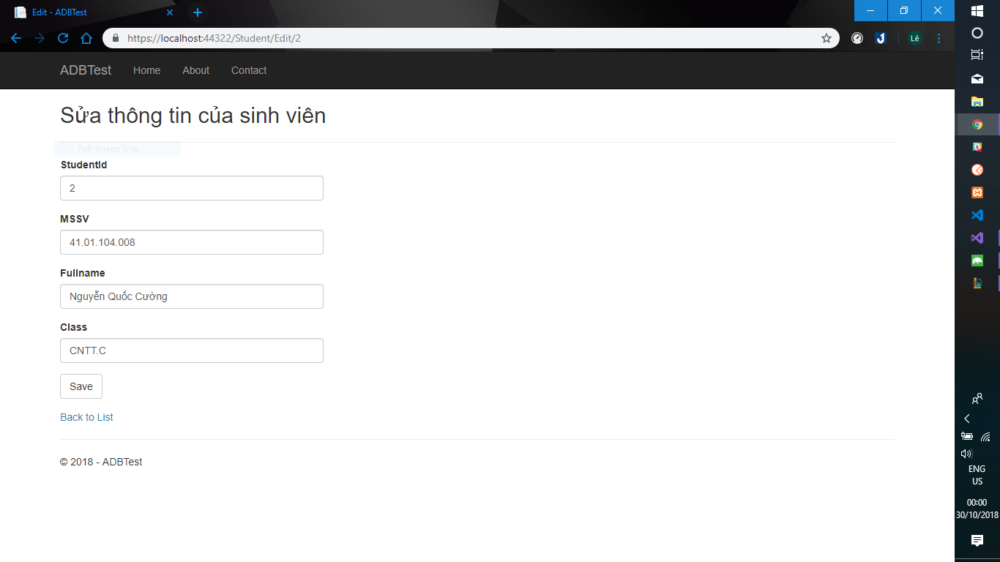 Edit - ADBTest
https://localhost:44322/Student/Edit/2
Lê
ADBTest Home About Contact
Sửa thông tin của sinh viên
Full-screen Snip
StudentId
2
MSSV
41.01.104.008
Fullname
Nguyễn Quốc Cường
Class
CNTT.C
Save
Back to List
© 2018 - ADBTest
ENG
US
00:00
30/10/2018